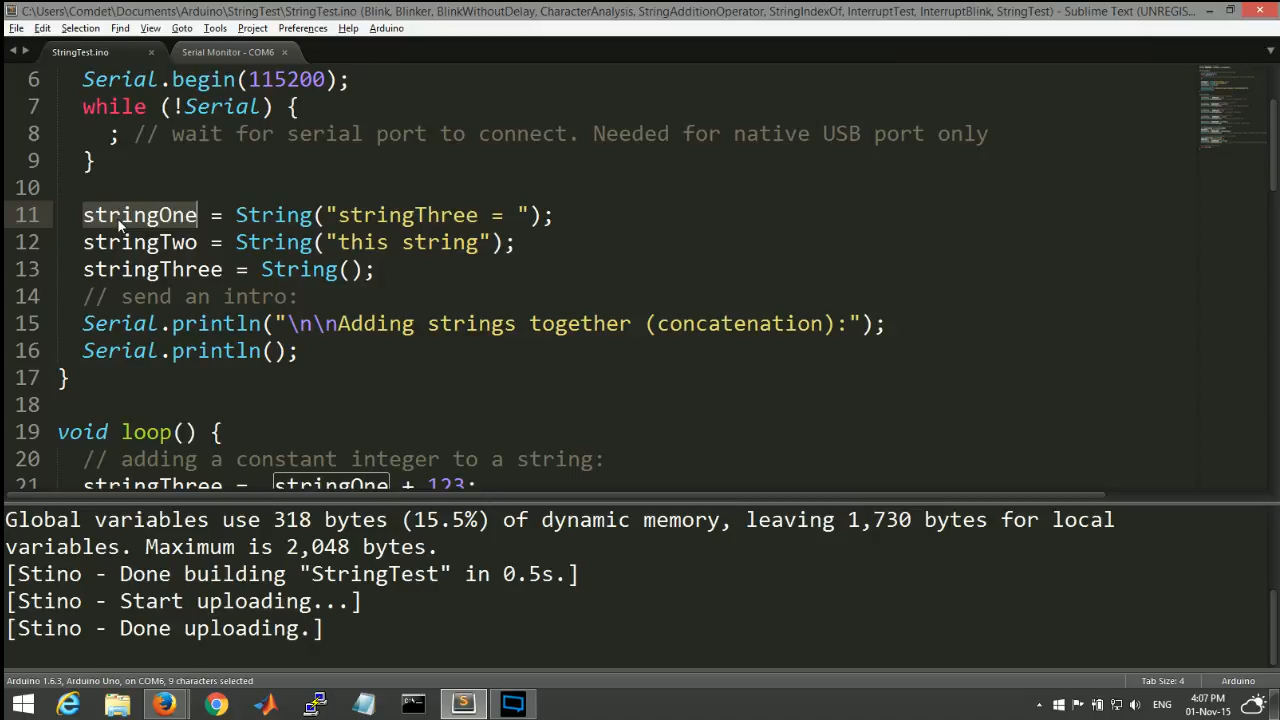 C:\Users\Comdet\Documents\Arduino\StringTest\StringTest.ino (Blink, Blinker, BlinkWithoutDelay, CharacterAnalysis, StringAdditionOperator, StringIndexOf, InterruptTest, InterruptBlink, StringTest) - Sublime Text (UNREGIS...
File Edit Selection Find View Goto Tools Project Preferences Help Arduino
StringTest.ino Serial Monitor - COM6
6 Serial.begin(115200);
7 while (!Serial) {
8 ; // wait for serial port to conect. Needed for native USB port only
9 }
10
11 stringOne = String("stringThree = ");
12 stringTwo = String("this string");
13 stringThree = String();
14 // send an intro:
15 Serial.println("\n\nAdding strings together (concatenation):");
16 Serial.println();
17 }
18
19 void loop() {
20 // adding a constant integer to a string:
21 stringThree = stringOne + 123;
Global variables use 318 bytes (15.5%) of dynamic memory, leaving 1,730 bytes for local
variables. Maximum is 2,048 bytes.
[Stino - Done building "StringTest" in 0.5s.]
[Stino - Start uploading...]
[Stino - Done uploading.]
Arduino 1.6.3, Arduino Uno, on COM6, 9 characters selected Tab Size: 4 Arduino
ENG 4:07 PM
01-Nov-15